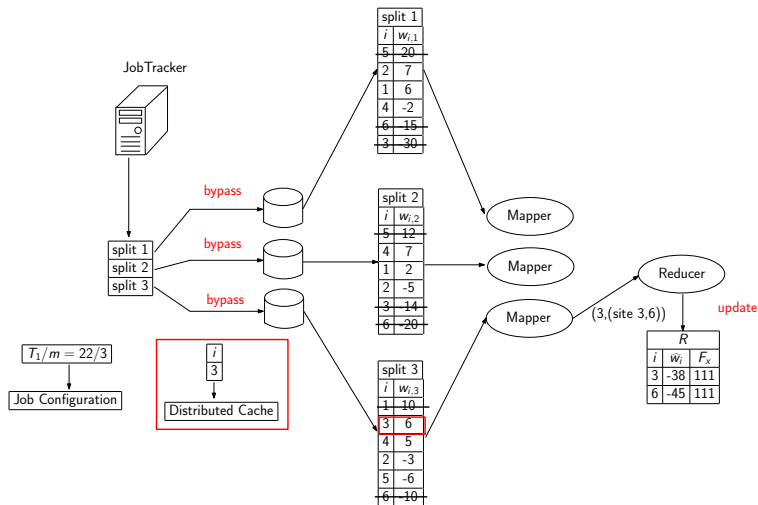 JobTracker
split 1
split 2
split 3
bypass
bypass
bypass
T₁/m = 22/3
Job Configuration
i
3
Distributed Cache
split 1
i w_{i,1}
5 20
2 7
1 6
4 -2
6 -15
3 -30
split 2
i w_{i,2}
5 12
4 7
1 2
2 -5
3 -14
6 -20
split 3
i w_{i,3}
1 10
3 6
4 5
2 -3
5 -6
6 -10
Mapper
Mapper
Mapper
(3,(site 3,6))
Reducer
update
R
i w̄ᵢ Fₓ
3 -38 111
6 -45 111